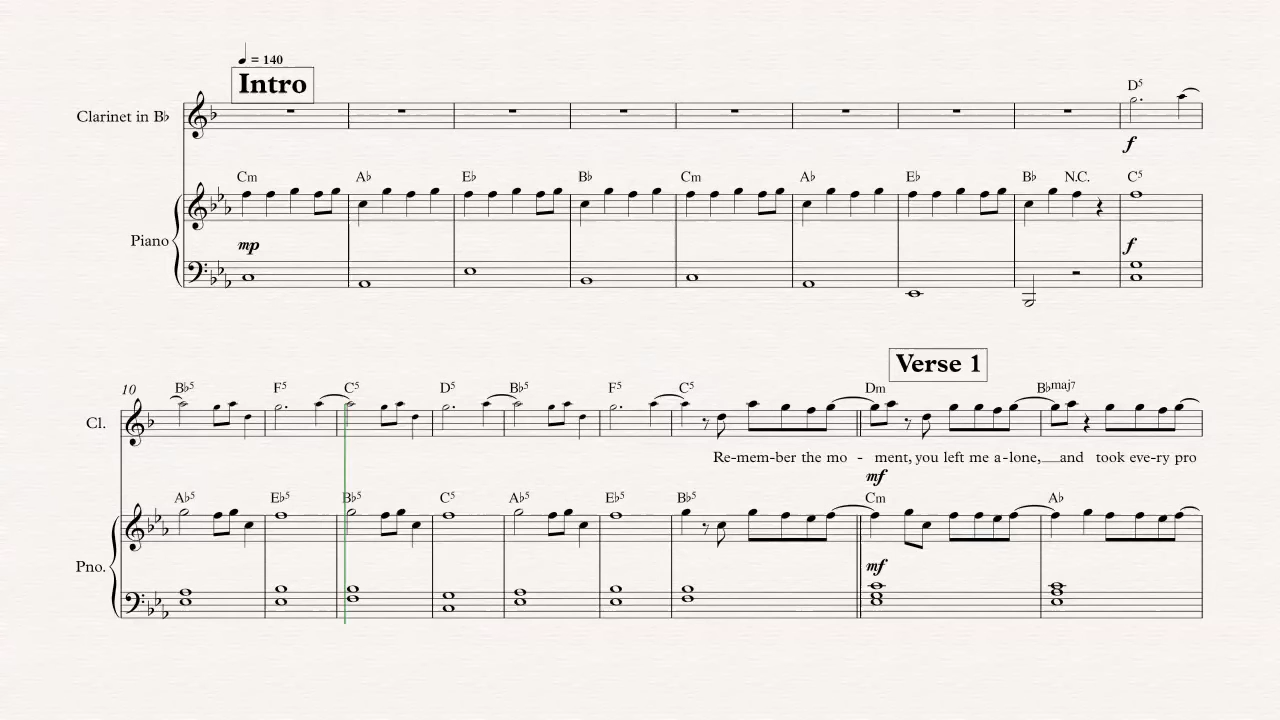 ♩ = 140
Intro
Clarinet in B♭
D5
f
Cm A♭ E♭ B♭ Cm A♭ E♭ B♭ N.C. C5
Piano
mp f
Verse 1
10
B♭5 F5 C5 D5 B♭5 F5 C5 Dm B♭maj7
Cl.
Re-mem-ber the mo - ment, you left me a-lone, and took eve-ry pro
mf
A♭5 E♭5 B♭5 C5 A♭5 E♭5 B♭5 Cm A♭
Pno.
mf